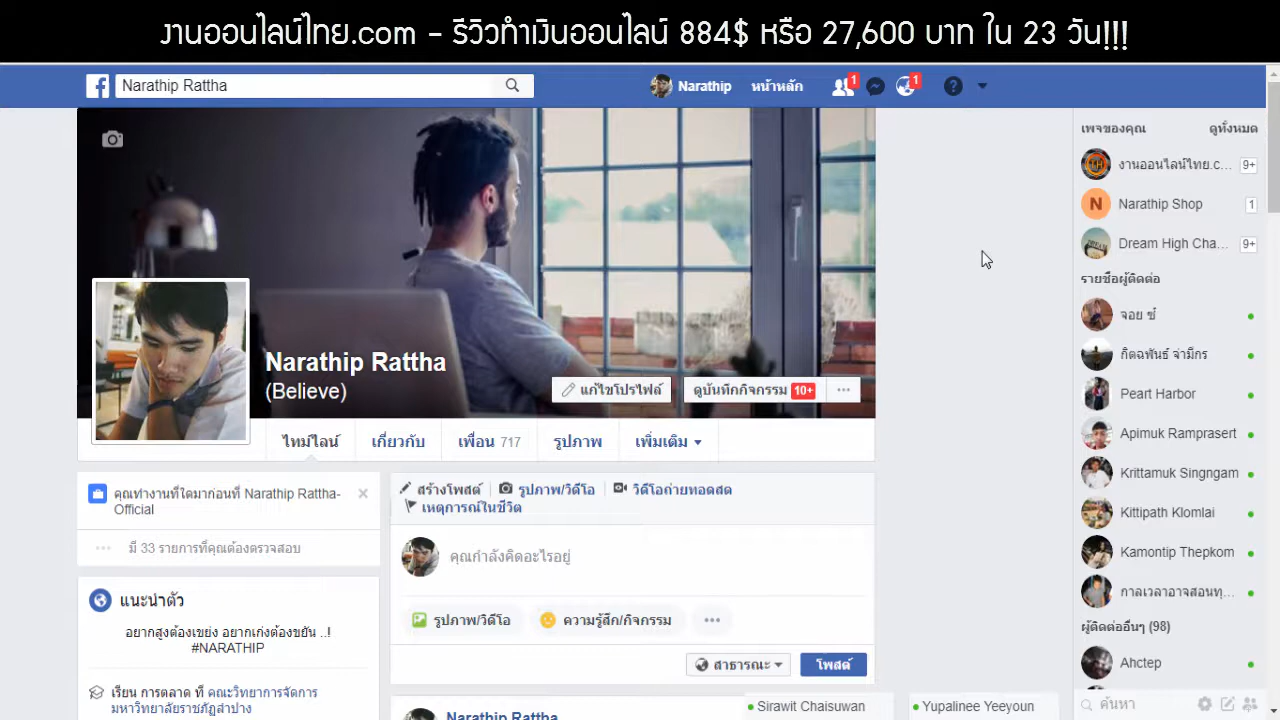 งานออนไลน์ไทย.com - รีวิวทำเงินออนไลน์ 884$ หรือ 27,600 บาท ใน 23 วัน!!!
Narathip Rattha
Narathip
หน้าหลัก
1
1
เพจของคุณ
ดูทั้งหมด
งานออนไลน์ไทย.c...
9+
Narathip Shop
1
Dream High Cha...
9+
รายชื่อผู้ติดต่อ
จอย ซ์
กิตฉพันธ์ จ่ามีกร
Peart Harbor
Apimuk Ramprasert
Krittamuk Singngam
Kittipath Klomlai
Kamontip Thepkom
กาลเวลาอาจสอนทุ...
ผู้ติดต่ออื่นๆ (98)
Ahctep
ค้นหา
Narathip Rattha
(Believe)
แก้ไขโปรไฟล์
ดูบันทึกกิจกรรม 10+
ไทม์ไลน์
เกี่ยวกับ
เพื่อน 717
รูปภาพ
เพิ่มเติม
คุณทำงานที่ใดมาก่อนที่ Narathip Rattha-
Official
มี 33 รายการที่คุณต้องตรวจสอบ
แนะนำตัว
อยากสูงต้องเขย่ง อยากเก่งต้องขยัน ..!
#NARATHIP
เรียน การตลาด ที่ คณะวิทยาการจัดการ
มหาวิทยาลัยราชภัฏลำปาง
สร้างโพสต์
รูปภาพ/วิดีโอ
วิดีโอถ่ายทอดสด
เหตุการณ์ในชีวิต
คุณกำลังคิดอะไรอยู่
รูปภาพ/วิดีโอ
ความรู้สึก/กิจกรรม
สาธารณะ
โพสต์
Narathip Rattha
Sirawit Chaisuwan
Yupalinee Yeeyoun